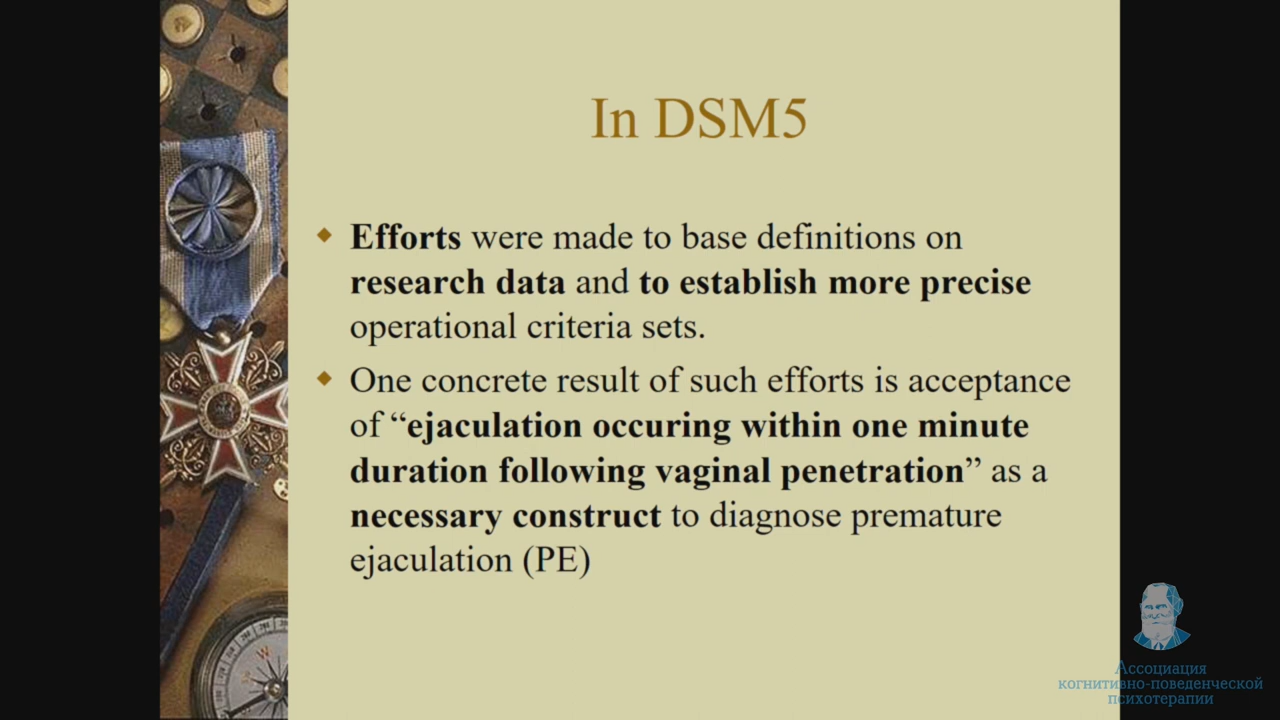 In DSM5
Efforts were made to base definitions on
research data and to establish more precise
operational criteria sets.
One concrete result of such efforts is acceptance
of “ejaculation occuring within one minute
duration following vaginal penetration” as a
necessary construct to diagnose premature
ejaculation (PE)
Ассоциация
когнитивно-поведенческой
психотерапии